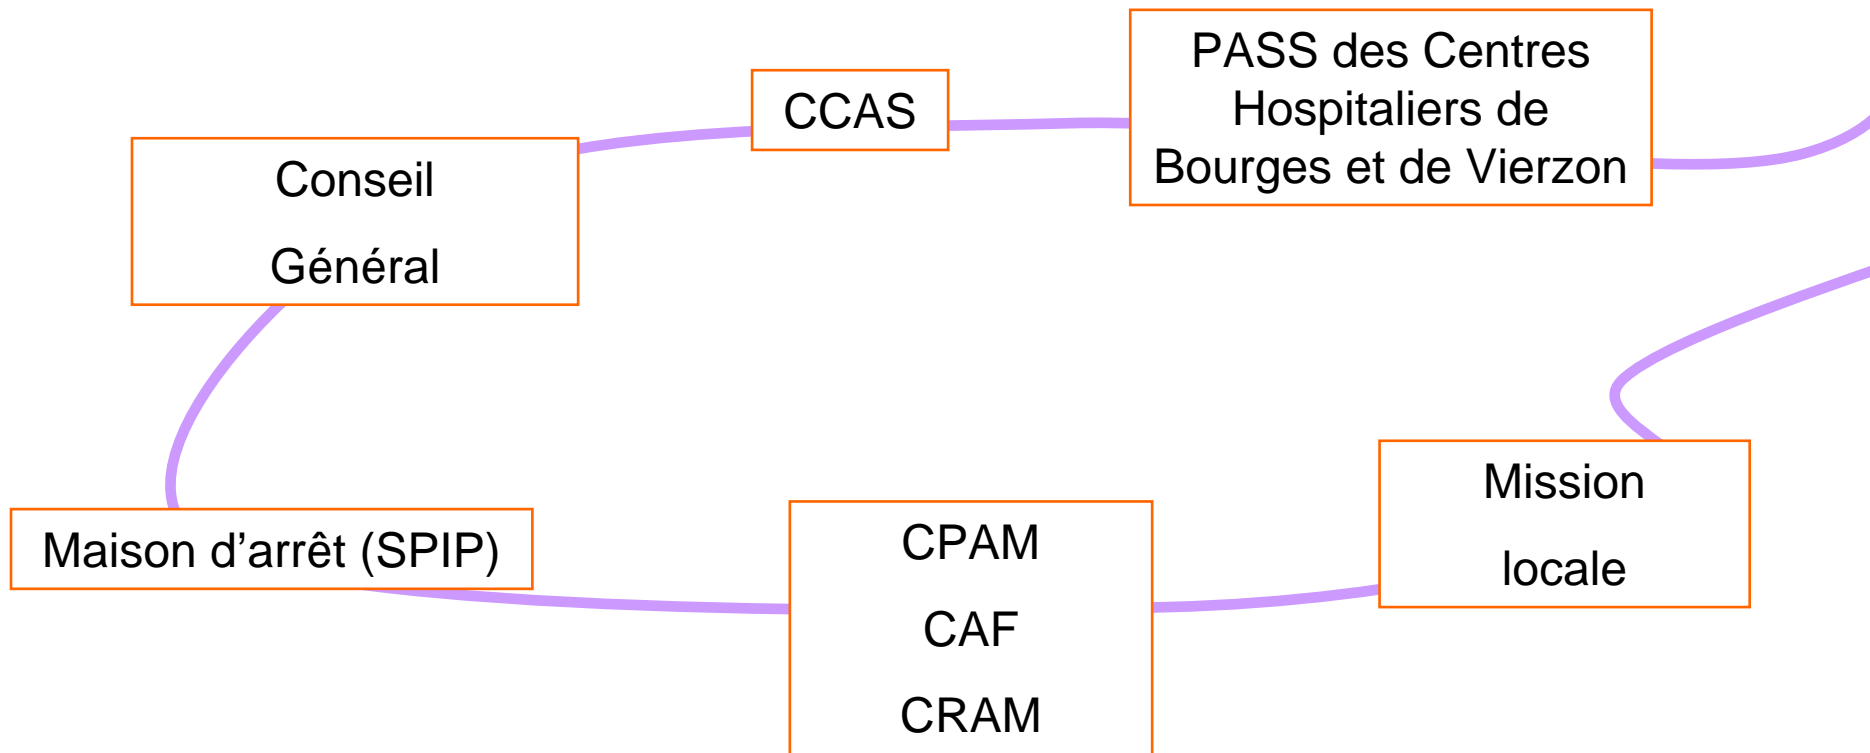 PASS des Centres
Hospitaliers de
Bourges et de Vierzon
CCAS
Conseil
Général
Maison d’arrêt (SPIP)
CPAM
CAF
CRAM
Mission
locale